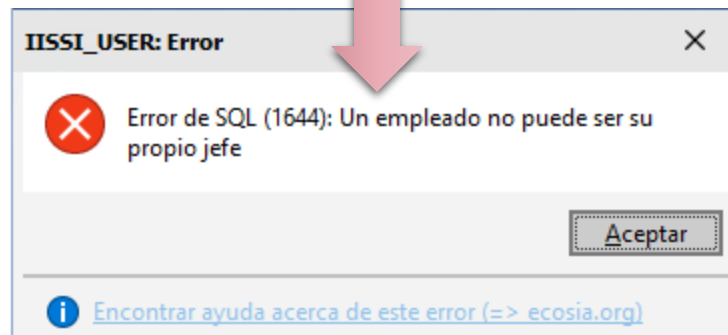 IISSI_USER: Error
Error de SQL (1644): Un empleado no puede ser su
propio jefe
Aceptar
Encontrar ayuda acerca de este error (=> ecosia.org)